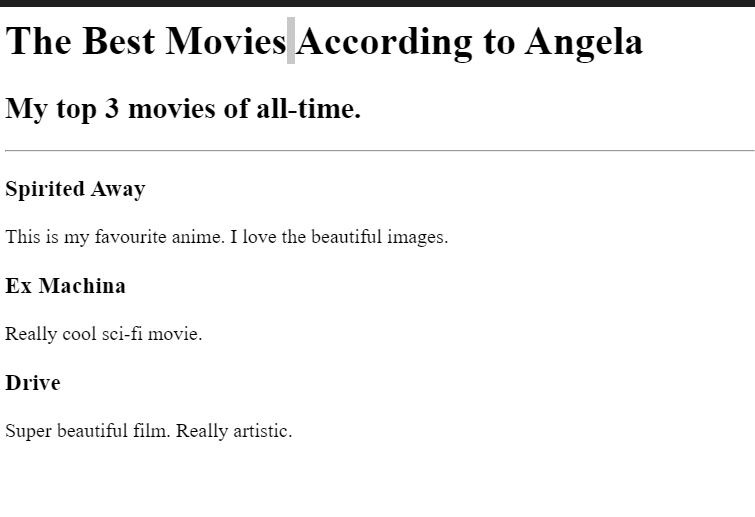 The Best Movies According to Angela
My top 3 movies of all-time.
Spirited Away
This is my favourite anime. I love the beautiful images.
Ex Machina
Really cool sci-fi movie.
Drive
Super beautiful film. Really artistic.